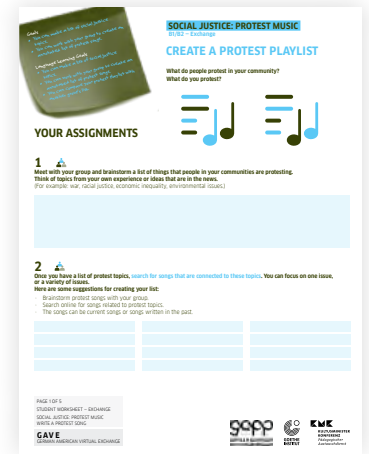 Goals
SOCIAL JUSTICE: PROTEST MUSIC
B1/B2 – Exchange
CREATE A PROTEST PLAYLIST
What do people protest in your community?
What do you protest?
YOUR ASSIGNMENTS
1
Meet with your group and brainstorm a list of things that people in your communities are protesting.
Think of topics from your own experience or ideas that are in the news.
(For example: war, racial justice, economic inequality, environmental issues.)
2
Once you have a list of protest topics, search for songs that are connected to these topics. You can focus on one issue,
or a variety of issues.
Here are some suggestions for creating your list:
Brainstorm protest songs with your group.
Search online for songs related to protest topics.
The songs can be current songs or songs written in the past.
PAGE 1 OF 5
STUDENT WORKSHEET – EXCHANGE
SOCIAL JUSTICE: PROTEST MUSIC
WRITE A PROTEST SONG
GAVE
GERMAN AMERICAN VIRTUAL EXCHANGE
gapp
GOETHE
INSTITUT
KMK
KULTUSMINISTER
KONFERENZ
Pädagogischer
Austauschdienst